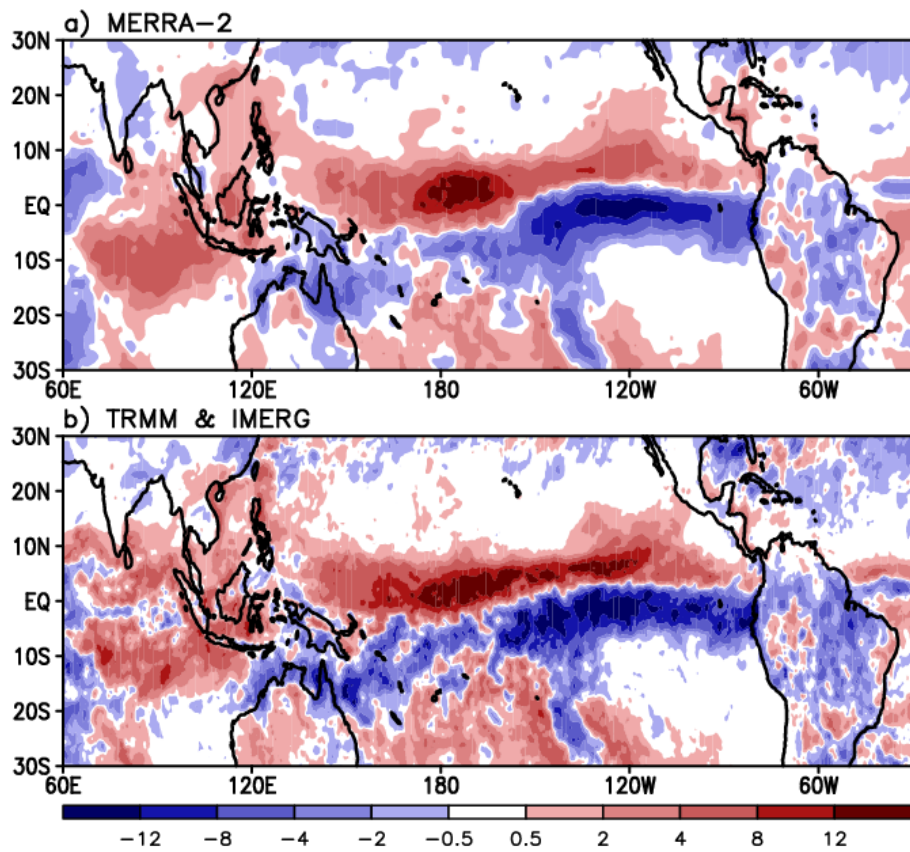 a) MERRA-2
30N
20N
10N
EQ
10S
20S
30S
60E 120E 180 120W 60W
b) TRMM & IMERG
30N
20N
10N
EQ
10S
20S
30S
60E 120E 180 120W 60W
-12 -8 -4 -2 -0.5 0.5 2 4 8 12